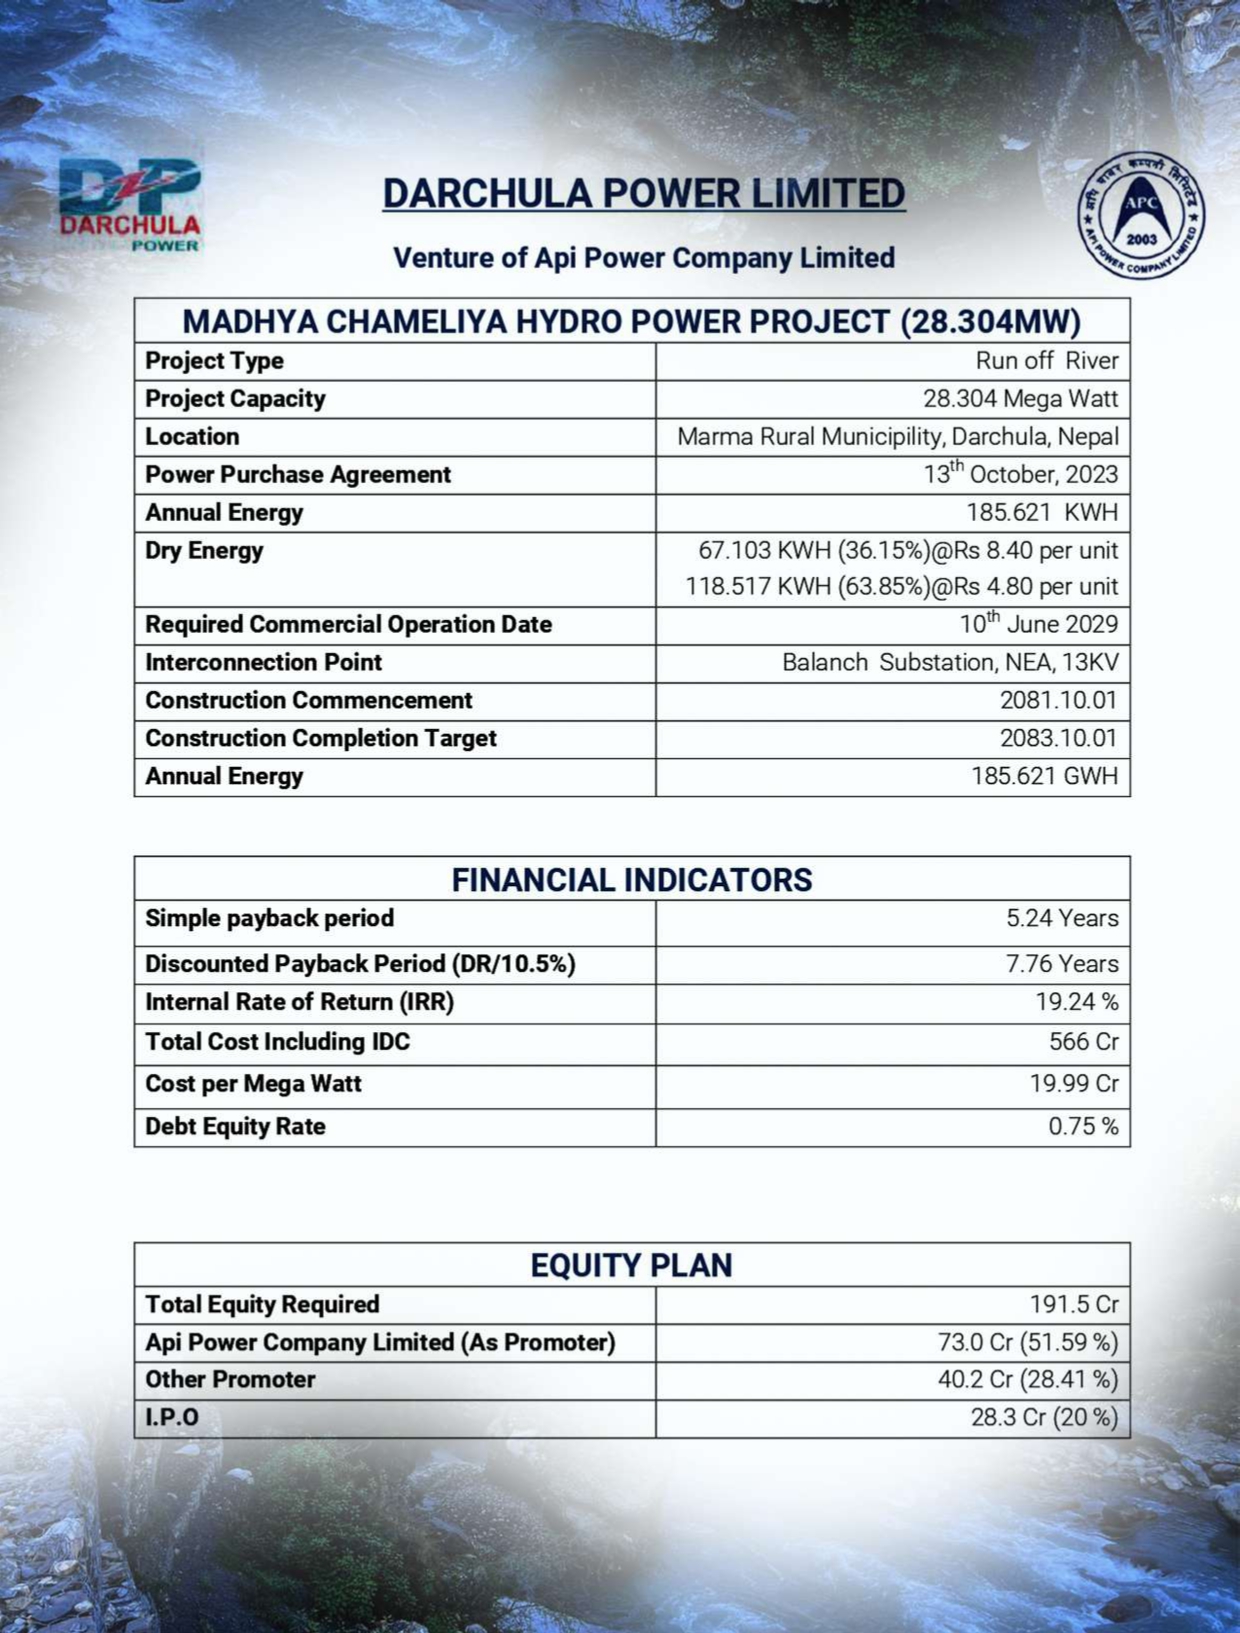 DP
DARCHULA
POWER
DARCHULA POWER LIMITED
Venture of Api Power Company Limited
अपि पावर कम्पनी लिमिटेड
APC
2003
API POWER COMPANY LIMITED
MADHYA CHAMELIYA HYDRO POWER PROJECT (28.304MW)
Project Type Run off River
Project Capacity 28.304 Mega Watt
Location Marma Rural Municipility, Darchula, Nepal
Power Purchase Agreement 13th October, 2023
Annual Energy 185.621 KWH
Dry Energy 67.103 KWH (36.15%)@Rs 8.40 per unit
118.517 KWH (63.85%)@Rs 4.80 per unit
Required Commercial Operation Date 10th June 2029
Interconnection Point Balanch Substation, NEA, 13KV
Construction Commencement 2081.10.01
Construction Completion Target 2083.10.01
Annual Energy 185.621 GWH
FINANCIAL INDICATORS
Simple payback period 5.24 Years
Discounted Payback Period (DR/10.5%) 7.76 Years
Internal Rate of Return (IRR) 19.24 %
Total Cost Including IDC 566 Cr
Cost per Mega Watt 19.99 Cr
Debt Equity Rate 0.75 %
EQUITY PLAN
Total Equity Required 191.5 Cr
Api Power Company Limited (As Promoter) 73.0 Cr (51.59 %)
Other Promoter 40.2 Cr (28.41 %)
I.P.O 28.3 Cr (20 %)